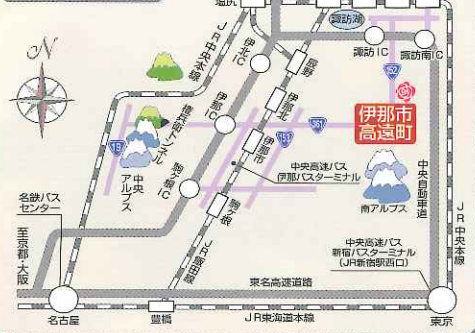 塩尻
諏訪湖
諏訪IC
諏訪南IC
152
伊那市
高遠町
中央自動車道
JR中央本線
N
JR中央本線
伊北IC
辰野
伊那IC
伊北
伊那市
権兵衛トンネル
19
中央
アルプス
駒ヶ根IC
駒ヶ根
153
361
中央高速バス
伊那バスターミナル
南アルプス
名鉄バス
センター
至京都・大阪
JR飯田線
中央高速バス
新宿バスターミナル
(JR新宿駅西口)
東名高速道路
名古屋
豊橋
JR東海道本線
東京